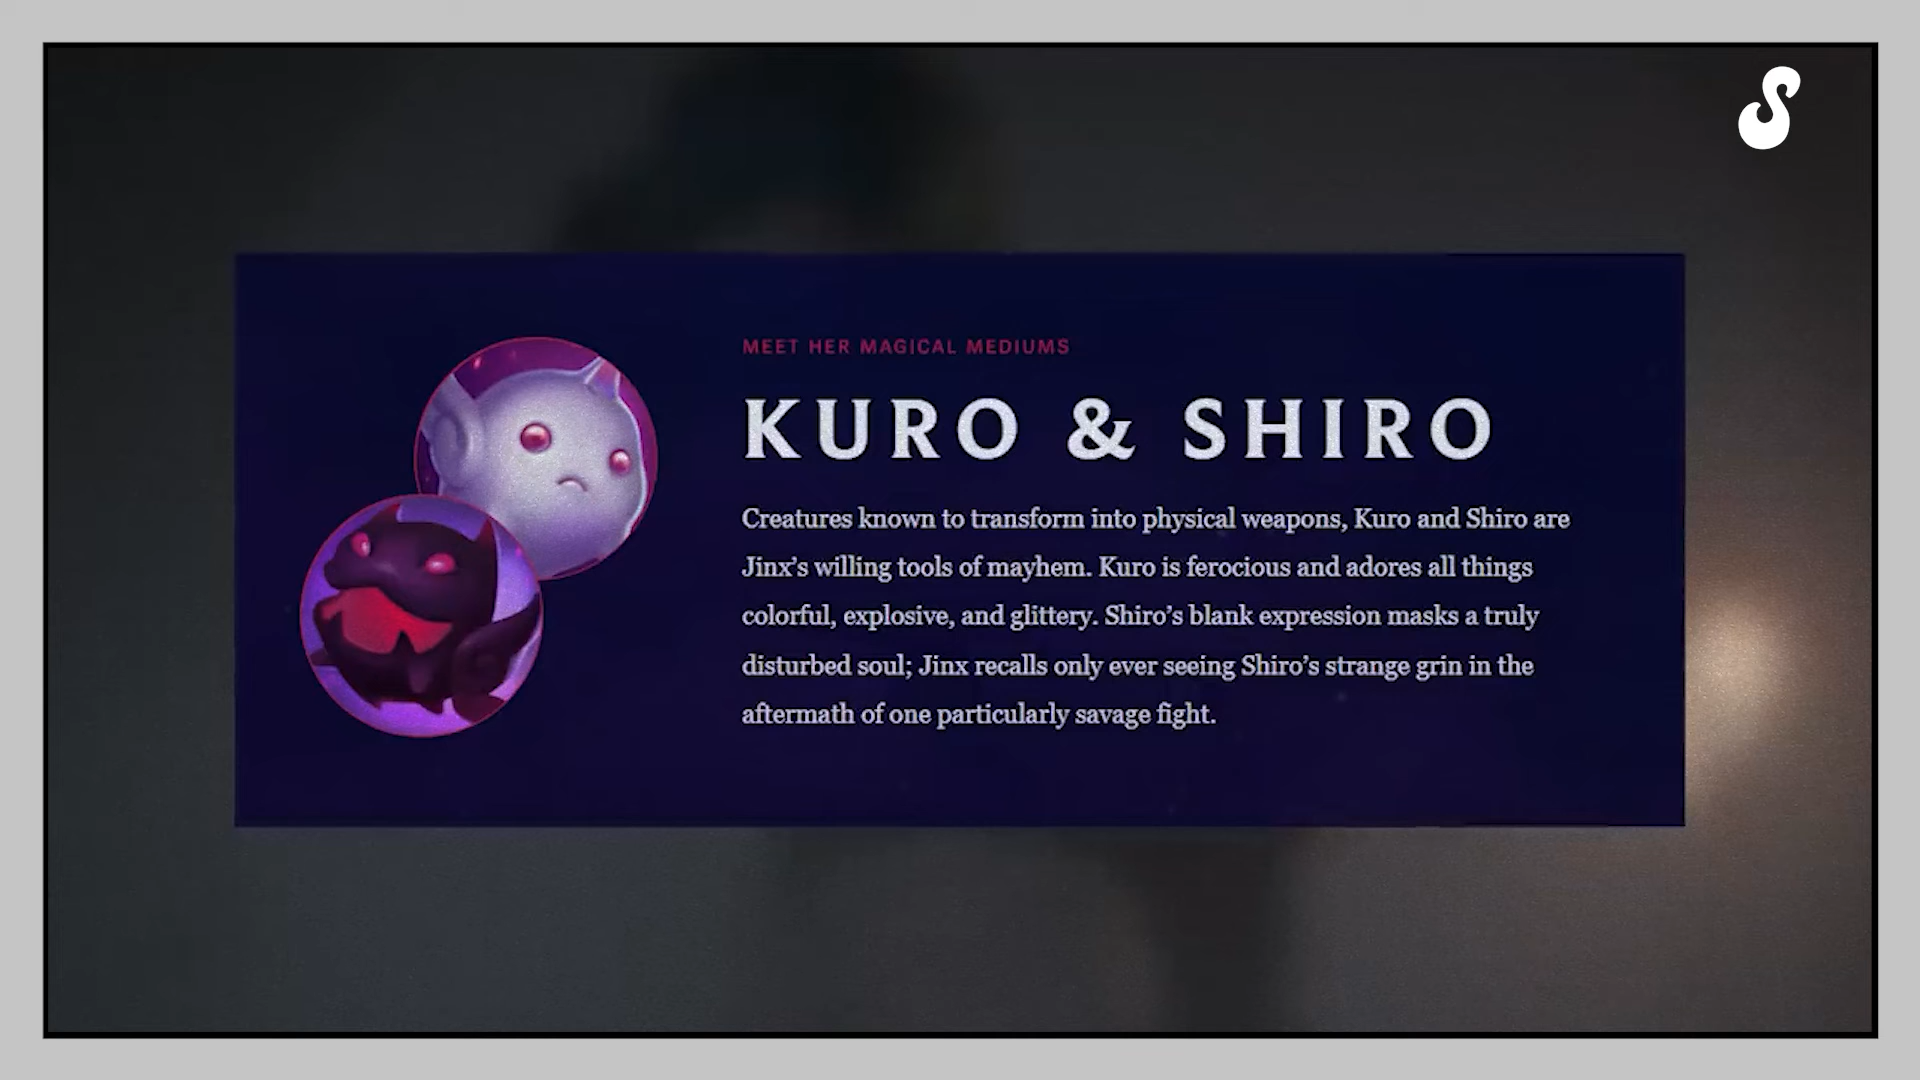 MEET HER MAGICAL MEDIUMS
KURO & SHIRO
Creatures known to transform into physical weapons, Kuro and Shiro are
Jinx’s willing tools of mayhem. Kuro is ferocious and adores all things
colorful, explosive, and glittery. Shiro’s blank expression masks a truly
disturbed soul; Jinx recalls only ever seeing Shiro’s strange grin in the
aftermath of one particularly savage fight.